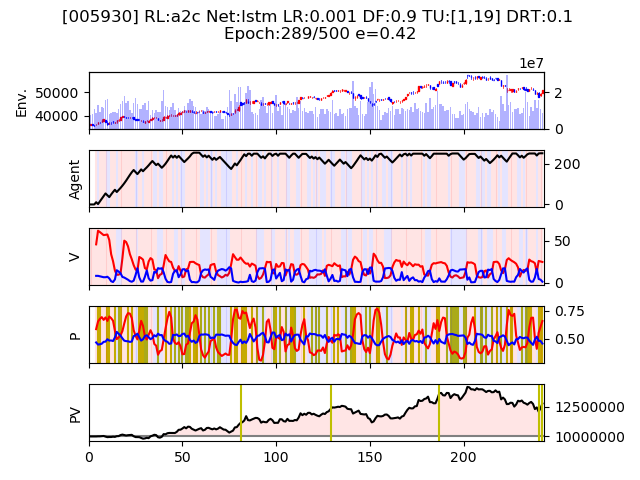 [005930] RL:a2c Net:lstm LR:0.001 DF:0.9 TU:[1,19] DRT:0.1
Epoch:289/500 e=0.42
1e7
Env.
50000
40000
2
0
Agent
200
0
V
50
0
P
0.75
0.50
PV
12500000
10000000
0 50 100 150 200